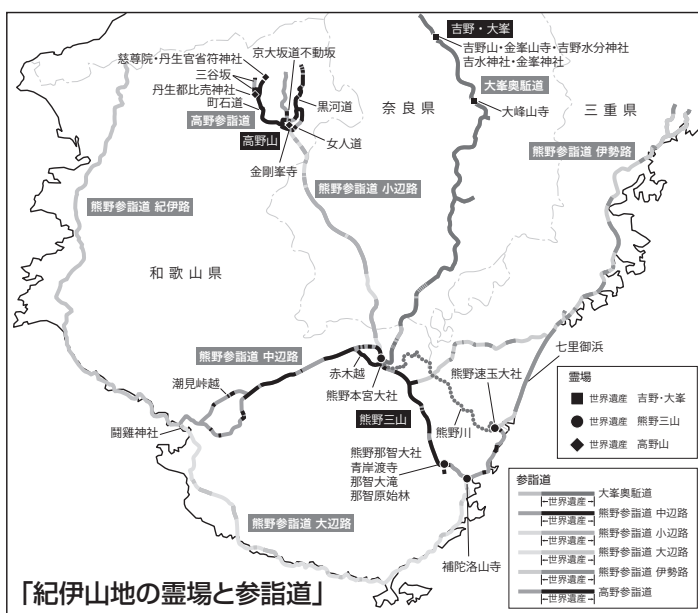 吉野・大峯
吉野山・金峯山寺・吉野水分神社
吉水神社・金峯神社
大峯奥駈道
大峰山寺
慈尊院・丹生官省符神社
三谷坂
丹生都比売神社
町石道
京大坂道不動坂
黒河道
高野参詣道
高野山
女人道
金剛峯寺
奈良県
三重県
熊野参詣道 伊勢路
熊野参詣道 小辺路
熊野参詣道 紀伊路
和歌山県
熊野参詣道 中辺路
潮見峠越
赤木越
熊野本宮大社
熊野三山
熊野川
熊野速玉大社
七里御浜
鬪雞神社
熊野那智大社
青岸渡寺
那智大滝
那智原始林
熊野参詣道 大辺路
補陀洛山寺
霊場
世界遺産 吉野・大峯
世界遺産 熊野三山
世界遺産 高野山
参詣道
大峯奥駈道
世界遺産
熊野参詣道 中辺路
世界遺産
熊野参詣道 小辺路
世界遺産
熊野参詣道 大辺路
世界遺産
熊野参詣道 伊勢路
世界遺産
高野参詣道
世界遺産
「紀伊山地の霊場と参詣道」